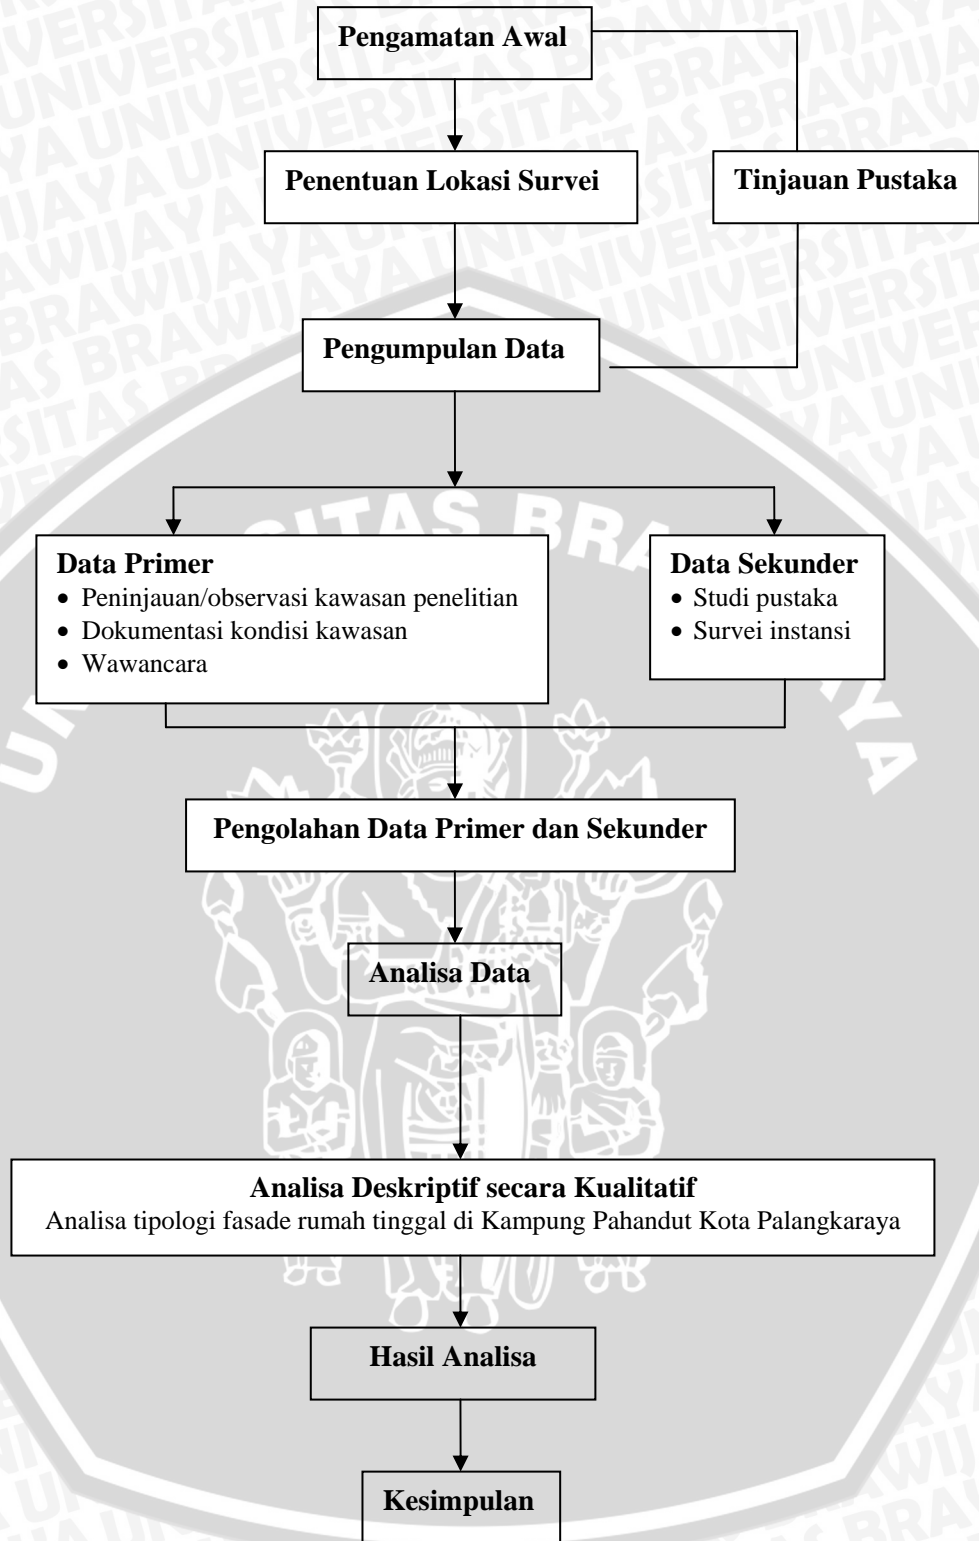 Pengamatan Awal
Penentuan Lokasi Survei
Tinjauan Pustaka
Pengumpulan Data
Data Primer
• Peninjauan/observasi kawasan penelitian
• Dokumentasi kondisi kawasan
• Wawancara
Data Sekunder
• Studi pustaka
• Survei instansi
Pengolahan Data Primer dan Sekunder
Analisa Data
Analisa Deskriptif secara Kualitatif
Analisa tipologi fasade rumah tinggal di Kampung Pahandut Kota Palangkaraya
Hasil Analisa
Kesimpulan